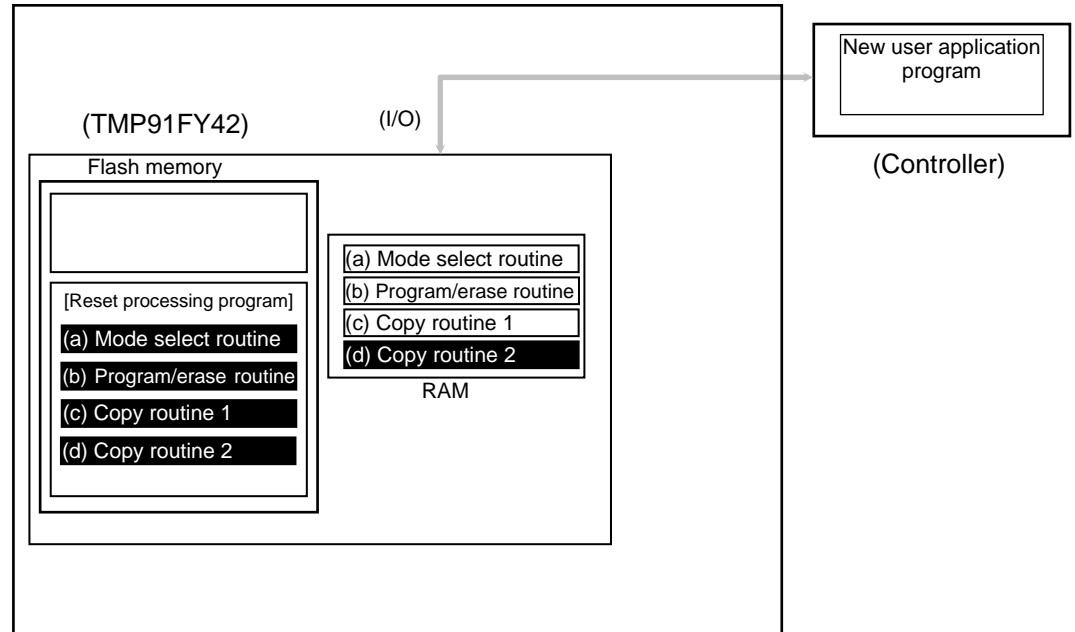 New user application
program
(Controller)
(I/O)
(TMP91FY42)
Flash memory
[Reset processing program]
(a) Mode select routine
(b) Program/erase routine
(c) Copy routine 1
(d) Copy routine 2
(a) Mode select routine
(b) Program/erase routine
(c) Copy routine 1
(d) Copy routine 2
RAM